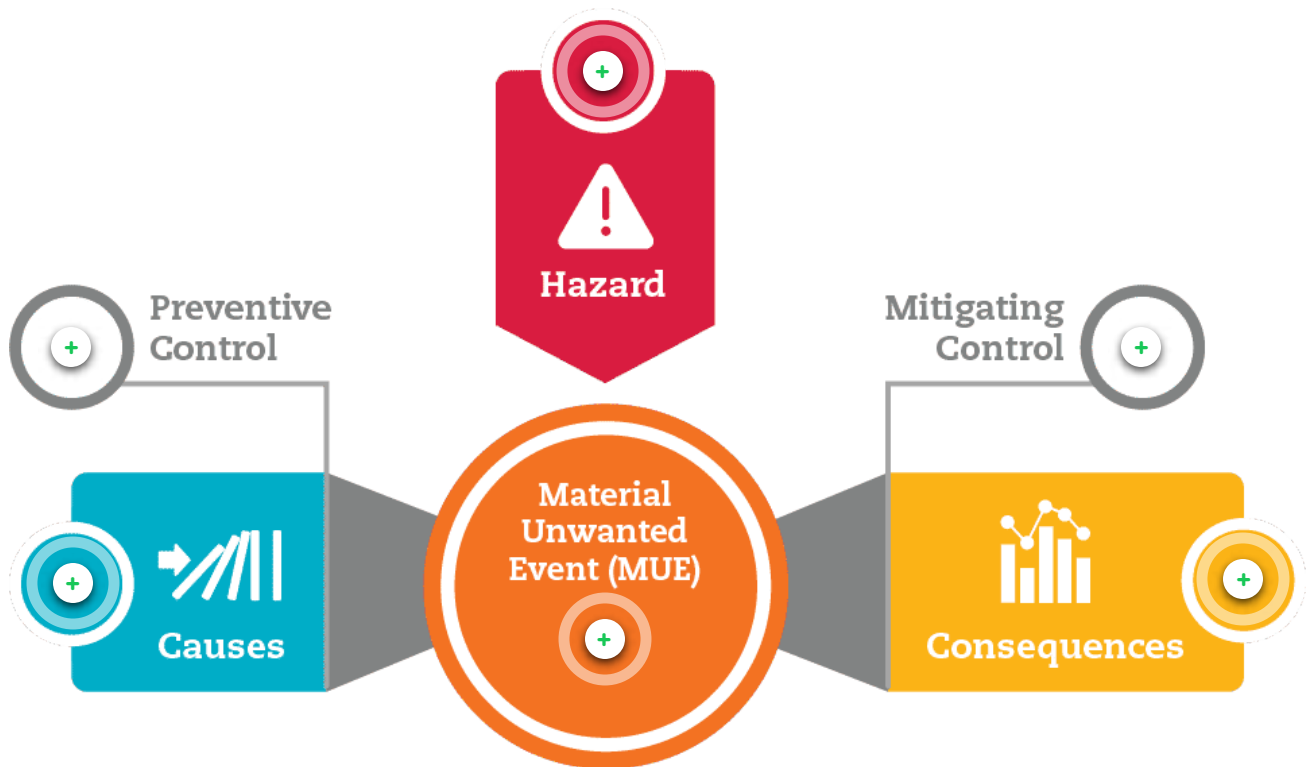 Hazard
Preventive
Control
Mitigating
Control
Material
Unwanted
Event (MUE)
Causes
Consequences